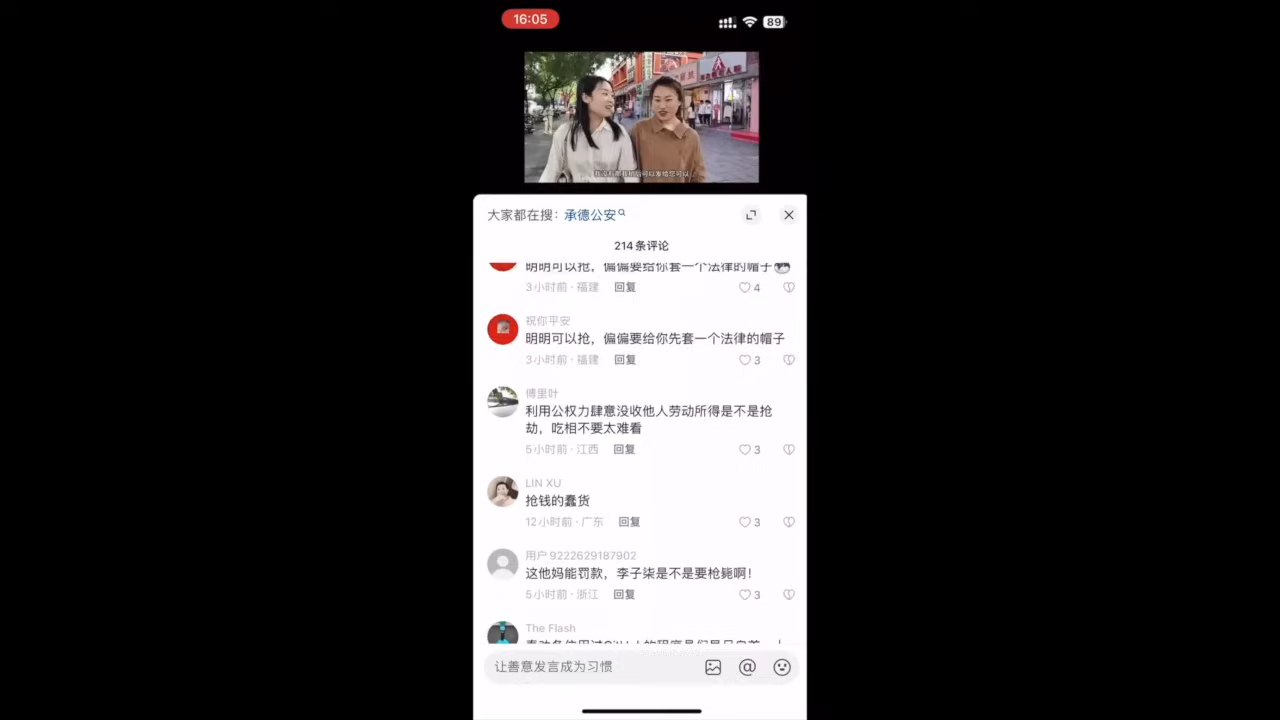 16:05
89
大家都在搜：承德公安
214条评论
明明可以抢，偏偏要给你套一个法律的帽子
3小时前·福建 回复
4
祝你平安
明明可以抢，偏偏要给你先套一个法律的帽子
3小时前·福建 回复
3
傅里叶
利用公权力肆意没收他人劳动所得是不是抢
劫，吃相不要太难看
5小时前·江西 回复
3
LIN XU
抢钱的蠢货
12小时前·广东 回复
3
用户9222629187902
这他妈能罚款，李子柒是不是要枪毙啊！
5小时前·浙江 回复
3
The Flash
让善意发言成为习惯